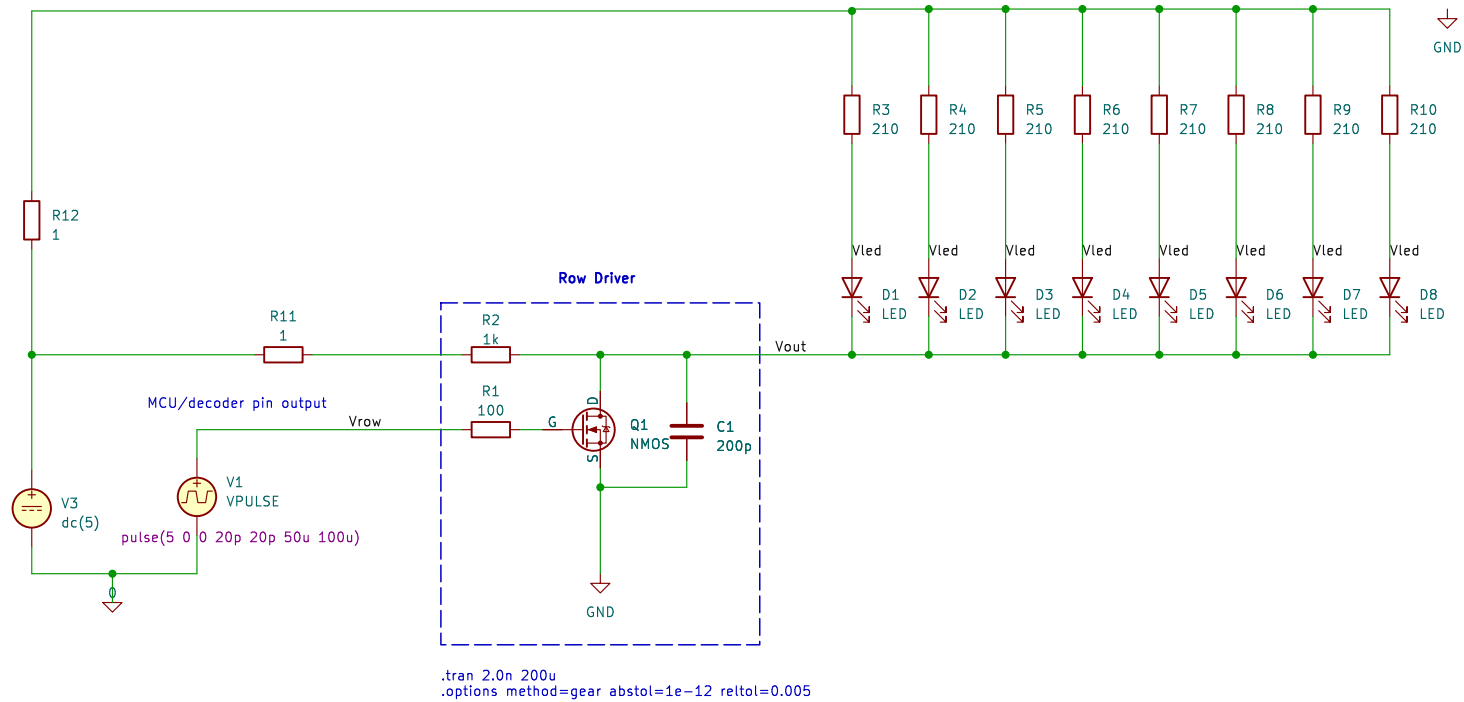 GND
R3
210
R4
210
R5
210
R6
210
R7
210
R8
210
R9
210
R10
210
R12
1
Vled
Vled
Vled
Vled
Vled
Vled
Vled
Vled
Row Driver
D1
LED
D2
LED
D3
LED
D4
LED
D5
LED
D6
LED
D7
LED
D8
LED
R11
1
R2
1k
Vout
MCU/decoder pin output
Vrow
R1
100
G
D
S
Q1
NMOS
C1
200p
V3
dc(5)
V1
VPULSE
pulse(5 0 0 20p 20p 50u 100u)
0
GND
.tran 2.0n 200u
.options method=gear abstol=1e-12 reltol=0.005